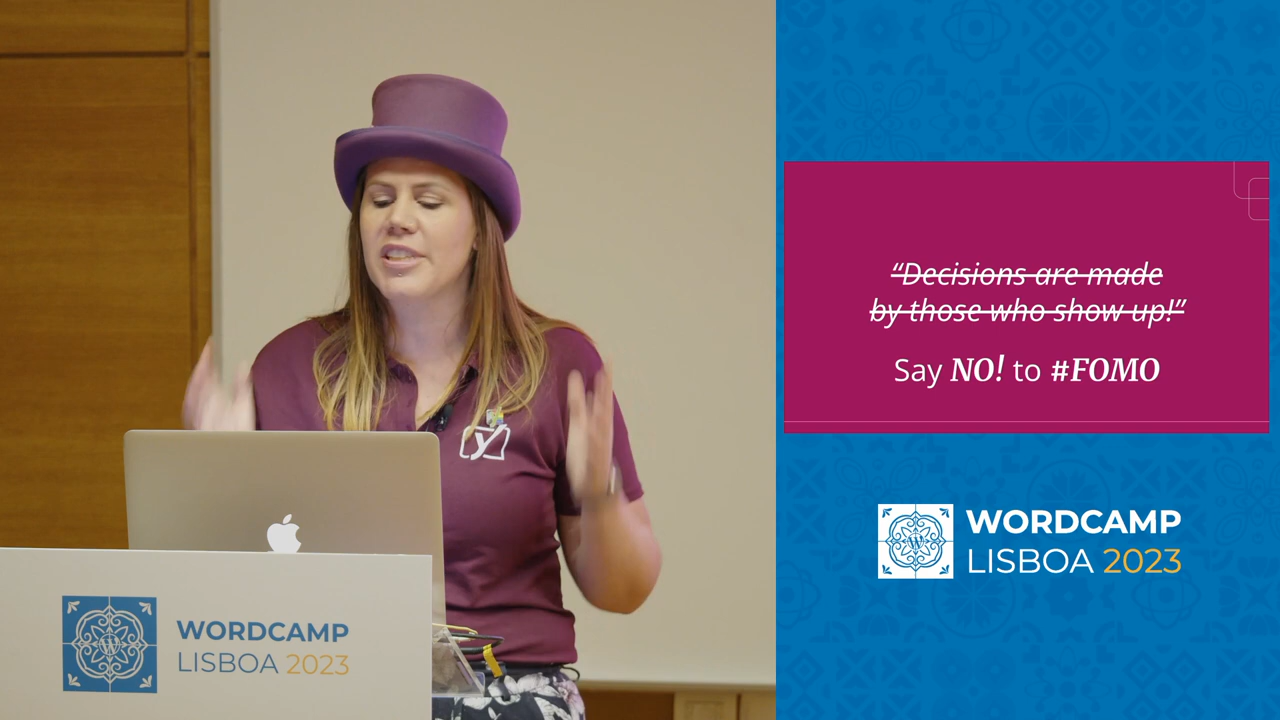 y
WORDCAMP
LISBOA 2023
“Decisions are made
by those who show up!”
Say NO! to #FOMO
W
WORDCAMP
LISBOA 2023